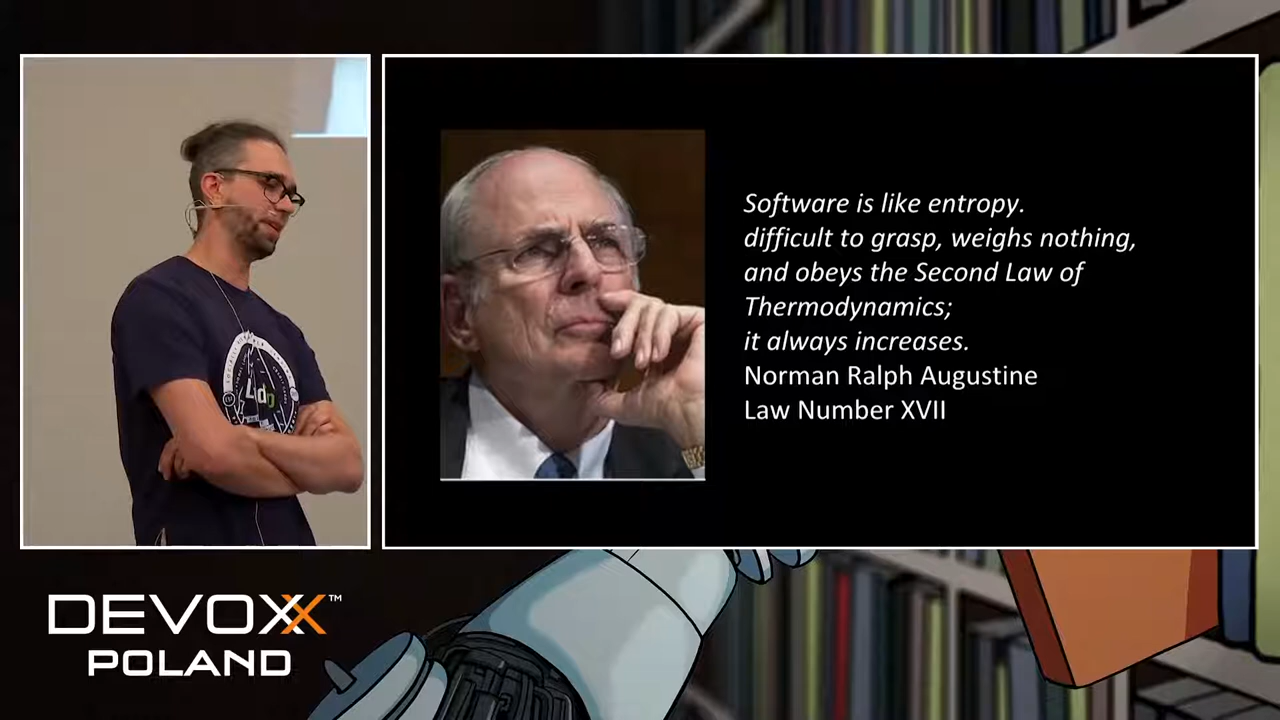 Software is like entropy.
difficult to grasp, weighs nothing,
and obeys the Second Law of
Thermodynamics;
it always increases.
Norman Ralph Augustine
Law Number XVII
Ldp
DEVOXX™
POLAND